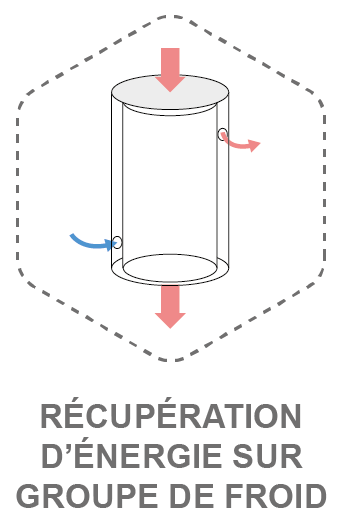 RÉCUPÉRATION
D’ÉNERGIE SUR
GROUPE DE FROID